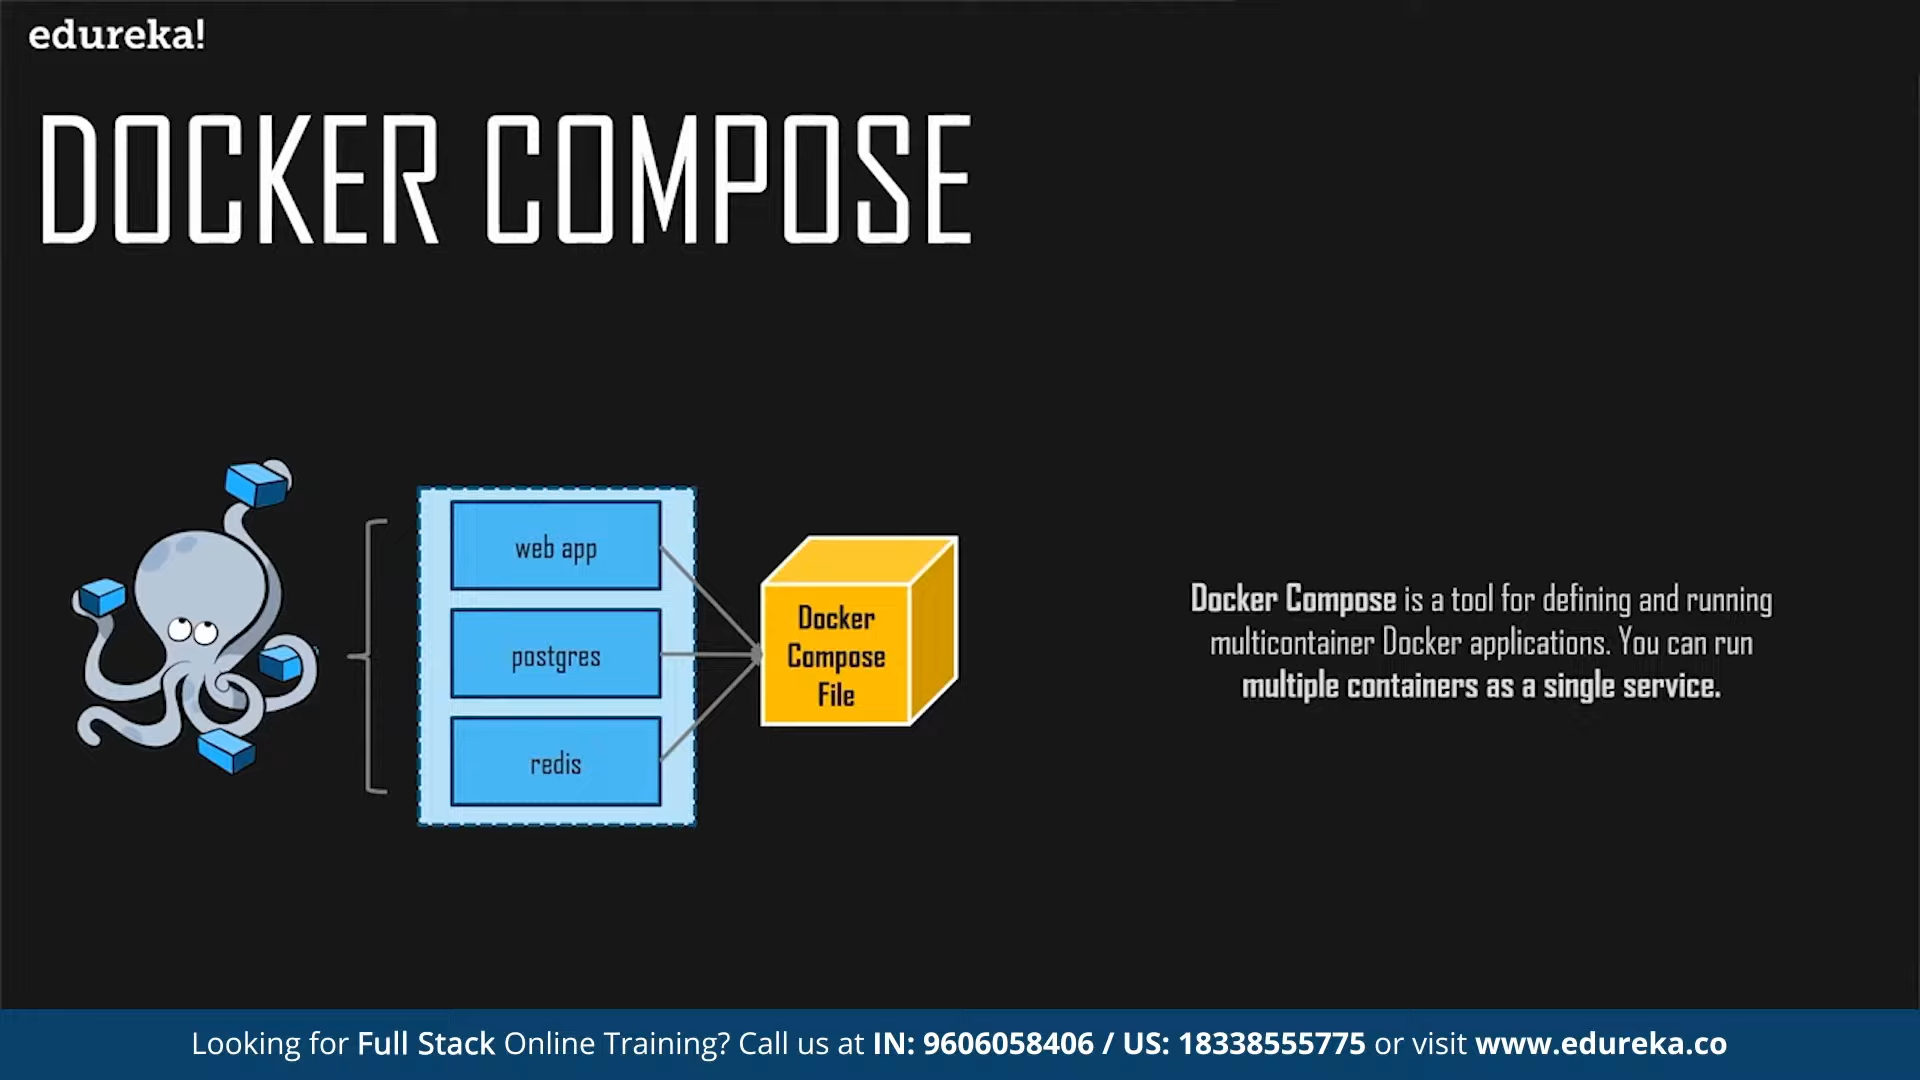 edureka!
DOCKER COMPOSE
web app
postgres
redis
Docker
Compose
File
Docker Compose is a tool for defining and running
multicontainer Docker applications. You can run
multiple containers as a single service.
Looking for Full Stack Online Training? Call us at IN: 9606058406 / US: 18338555775 or visit www.edureka.co